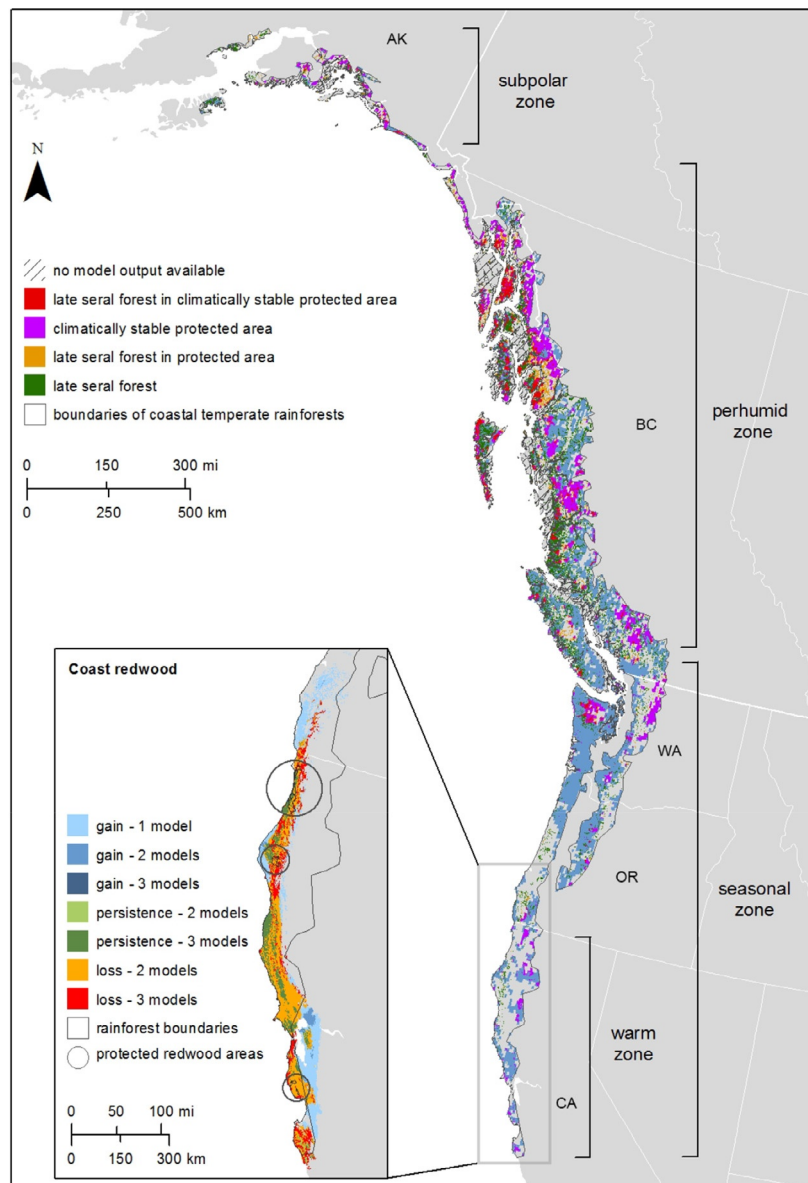 AK
subpolar
zone
N
no model output available
late seral forest in climatically stable protected area
climatically stable protected area
late seral forest in protected area
late seral forest
boundaries of coastal temperate rainforests
0 150 300 mi
0 250 500 km
BC
perhumid
zone
Coast redwood
WA
gain - 1 model
gain - 2 models
gain - 3 models
persistence - 2 models
persistence - 3 models
loss - 2 models
loss - 3 models
rainforest boundaries
protected redwood areas
0 50 100 mi
0 150 300 km
OR
seasonal
zone
warm
zone
CA